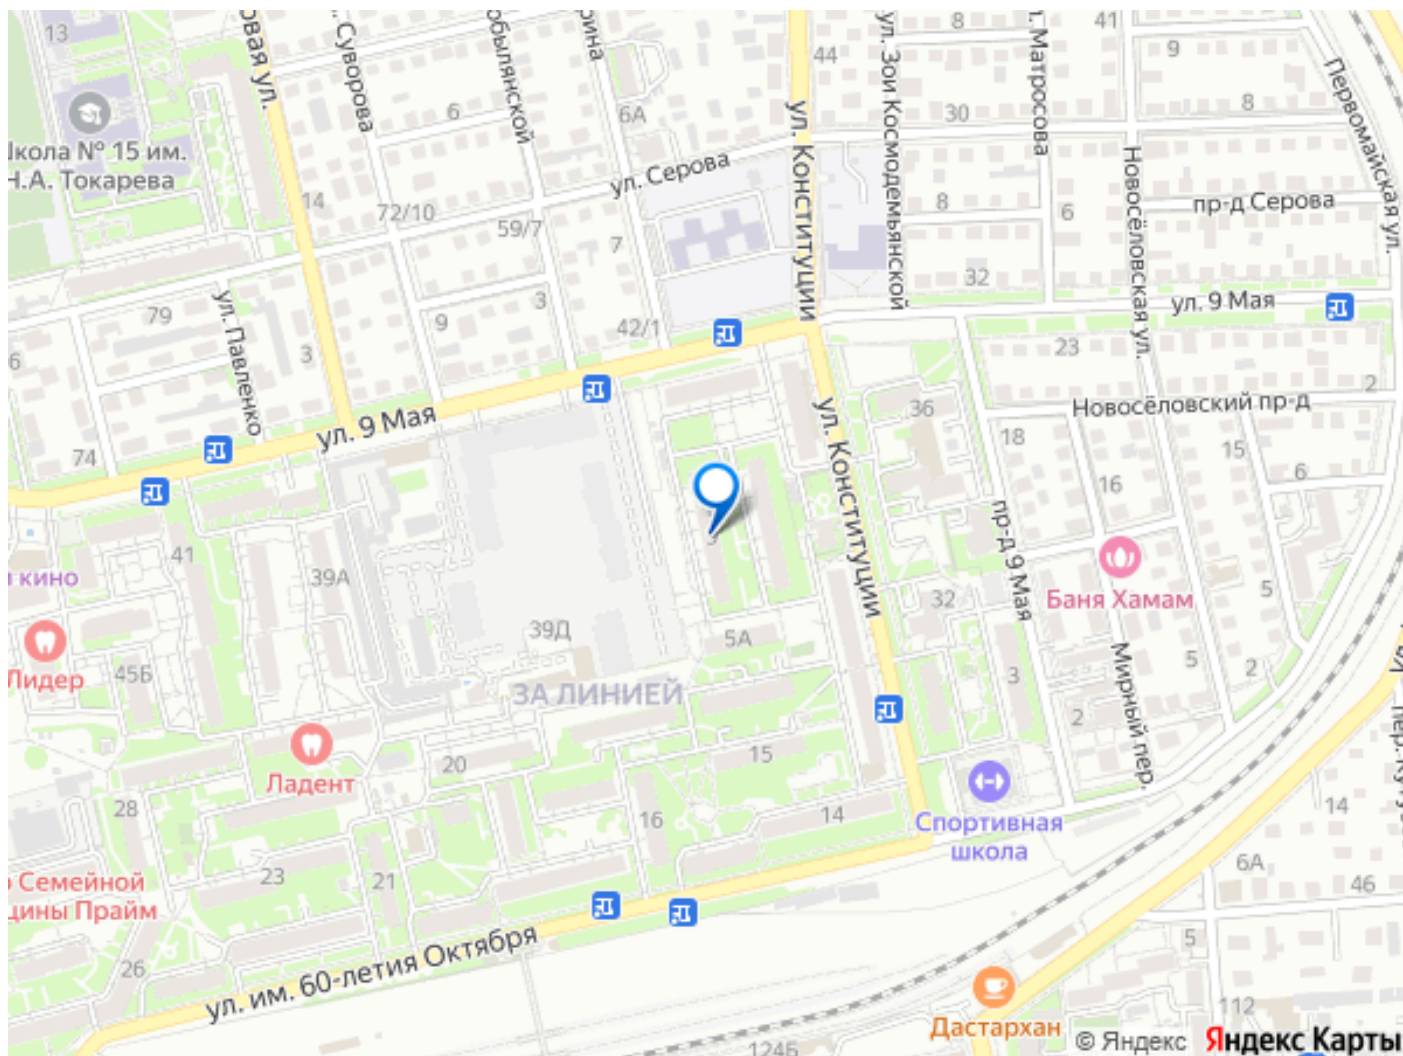 13
8
41
9
44
ул. Суворова
6
6А
30
8
ул. Конституции
ул. Зои Космодемьянской
Матросова
Первомайская ул.
Н.А. Токарева
ул. Серова
14
72/10
59/7
7
8
6
пр-д Серова
Новосёловская ул.
32
ул. 9 Мая
79
ул. Павленко
3
9
3
42/1
23
2
36
Новосёловский пр-д
ул. 9 Мая
ул. Конституции
18
15
74
16
6
пр-д 9 Мая
41
39А
кино
32
Баня Хамам
5
39Д
5А
Мирный пер.
Лидер
45Б
ЗА ЛИНИЕЙ
3
5
2
2
Ладент
20
15
28
16
14
Спортивная
школа
14
23
21
Семейной
Прайм
6А
46
26
ул. им. 60-летия Октября
5
Дастархан
112
124Б
© Яндекс
Яндекс Карты